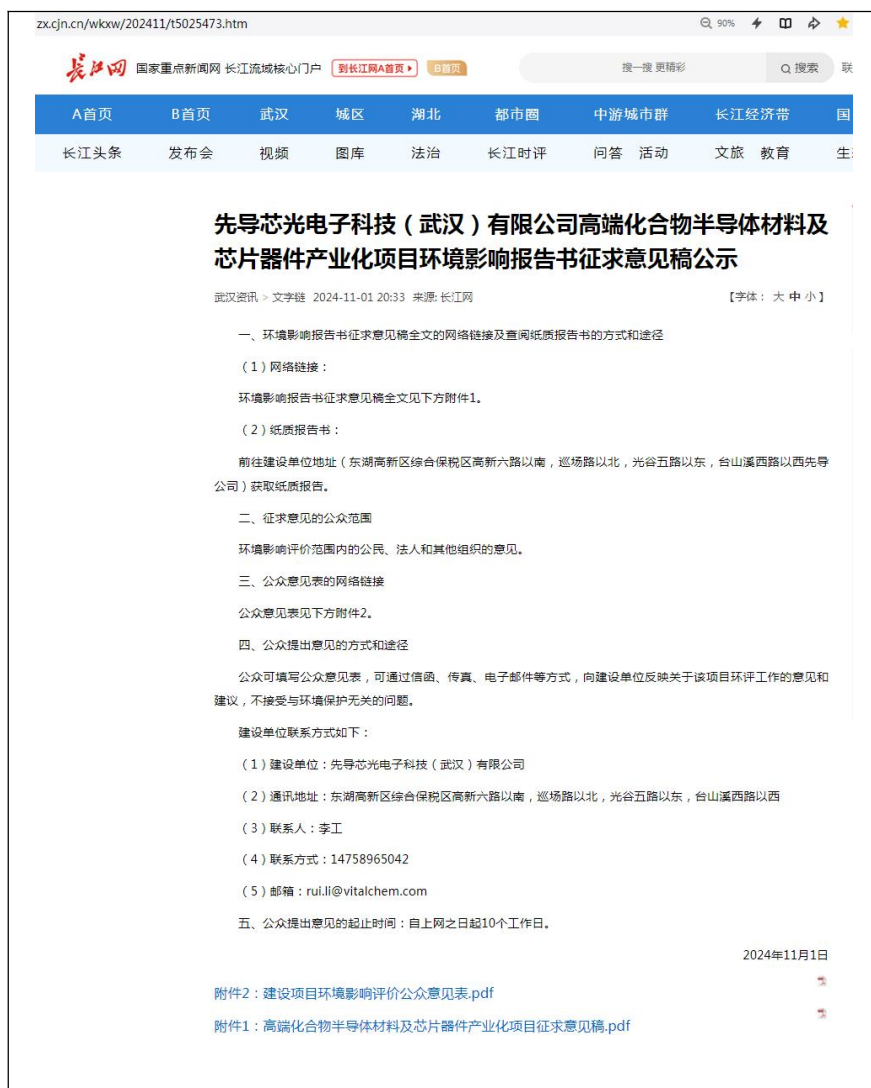 zx.cjn.cn/wkxw/202411/t5025473.htm
90%
长江网 国家重点新闻网 长江流域核心门户 到长江网A首页 B首页 搜一搜 更精彩 搜索 联
A首页 B首页 武汉 城区 湖北 都市圈 中游城市群 长江经济带 国
长江头条 发布会 视频 图库 法治 长江时评 问答 活动 文旅 教育
先导芯光电子科技（武汉）有限公司高端化合物半导体材料及
芯片器件产业化项目环境影响报告书征求意见稿公示
武汉资讯 > 文字链 2024-11-01 20:33 来源: 长江网 【字体： 大 中 小 】
一、环境影响报告书征求意见稿全文的网络链接及查阅纸质报告书的方式和途径
（1）网络链接：
环境影响报告书征求意见稿全文见下方附件1。
（2）纸质报告书：
前往建设单位地址（东湖高新区综合保税区高新六路以南，巡场路以北，光谷五路以东，台山溪西路以西先导
公司）获取纸质报告。
二、征求意见的公众范围
环境影响评价范围内的公民、法人和其他组织的意见。
三、公众意见表的网络链接
公众意见表见下方附件2。
四、公众提出意见的方式和途径
公众可填写公众意见表，可通过信函、传真、电子邮件等方式，向建设单位反映关于该项目环评工作的意见和
建议，不接受与环境保护无关的问题。
建设单位联系方式如下：
（1）建设单位：先导芯光电子科技（武汉）有限公司
（2）通讯地址：东湖高新区综合保税区高新六路以南，巡场路以北，光谷五路以东，台山溪西路以西
（3）联系人：李工
（4）联系方式：14758965042
（5）邮箱：rui.li@vitalchem.com
五、公众提出意见的起止时间：自上网之日起10个工作日。
2024年11月1日
附件2：建设项目环境影响评价公众意见表.pdf
附件1：高端化合物半导体材料及芯片器件产业化项目征求意见稿.pdf